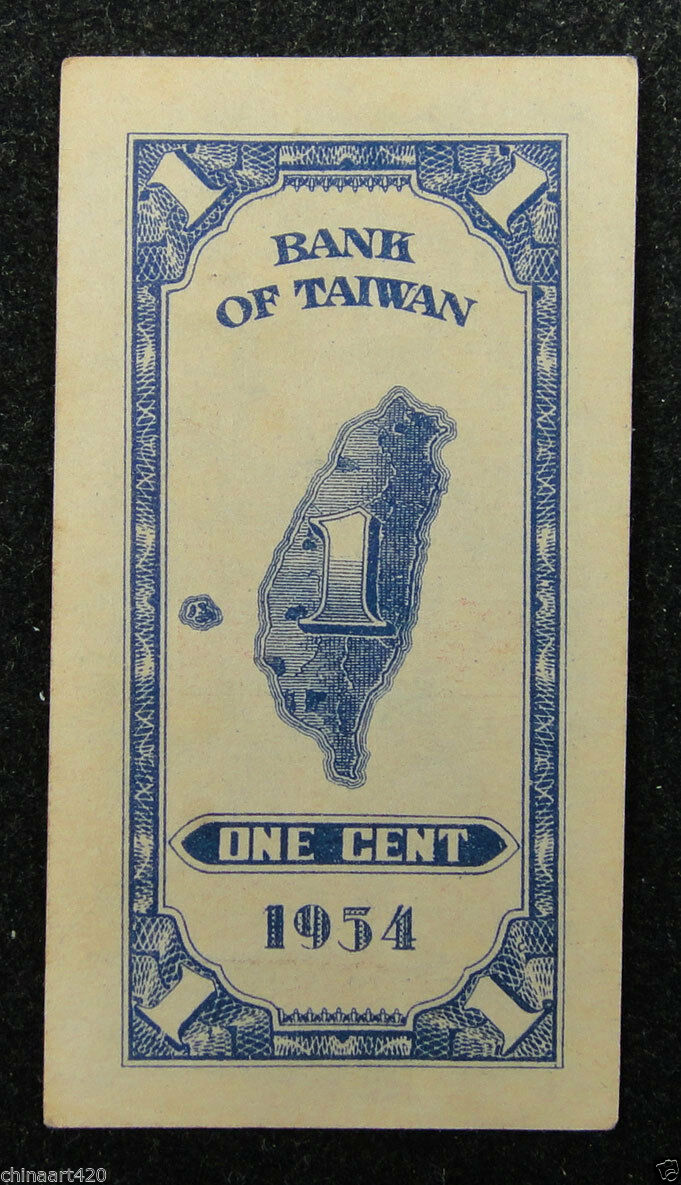 BANK
OF TAIWAN
1
ONE CENT
1954
chinaart420